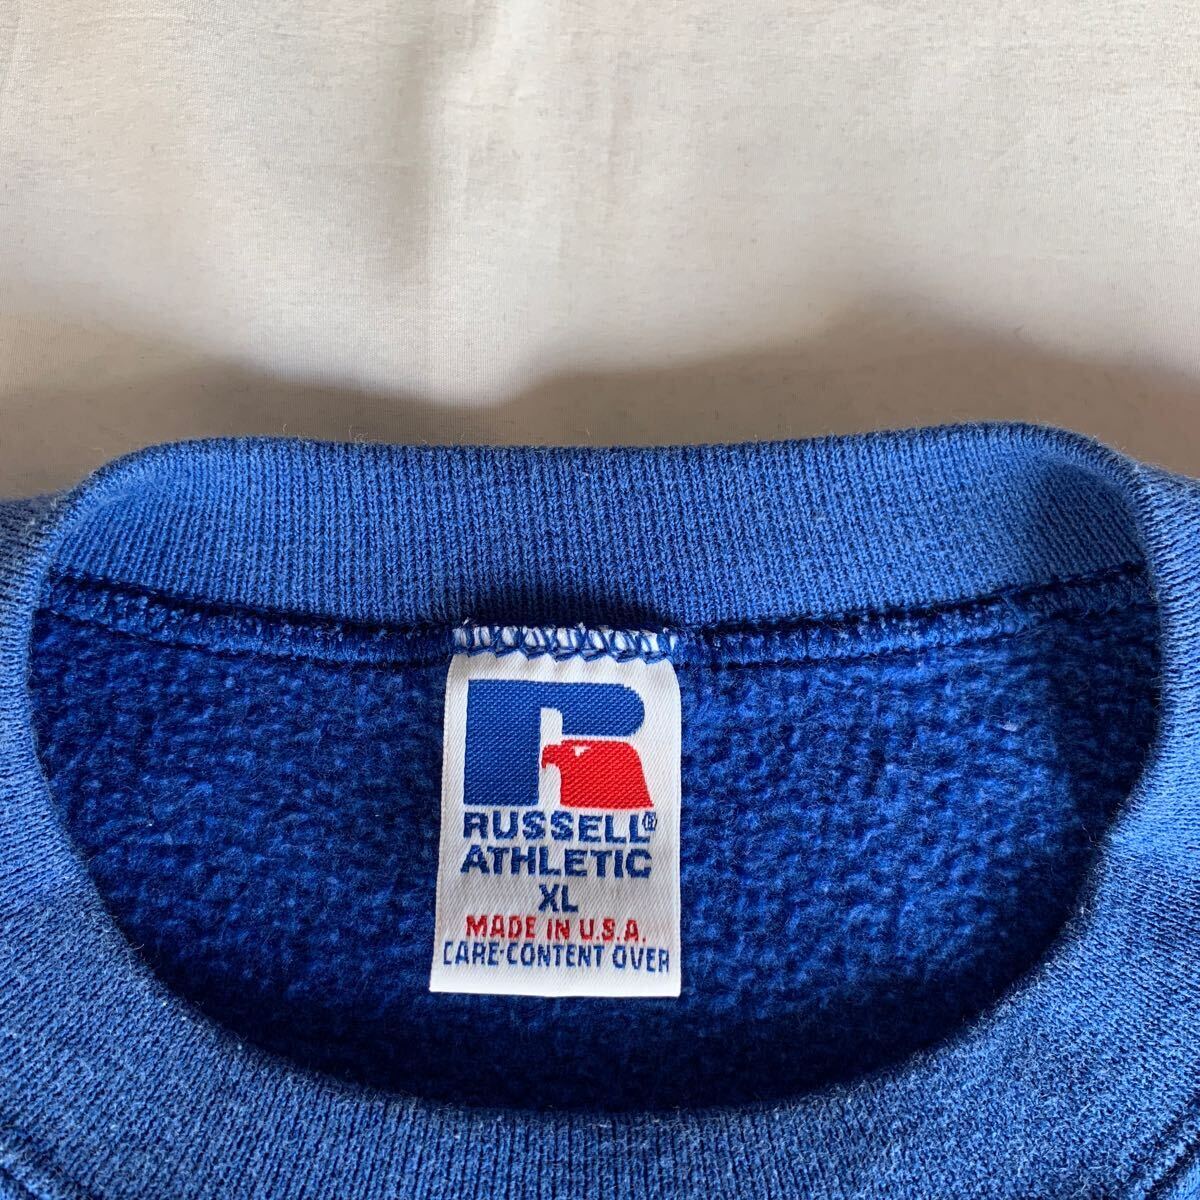 RUSSELL®
ATHLETIC
XL
MADE IN U.S.A.
CARE-CONTENT OVER